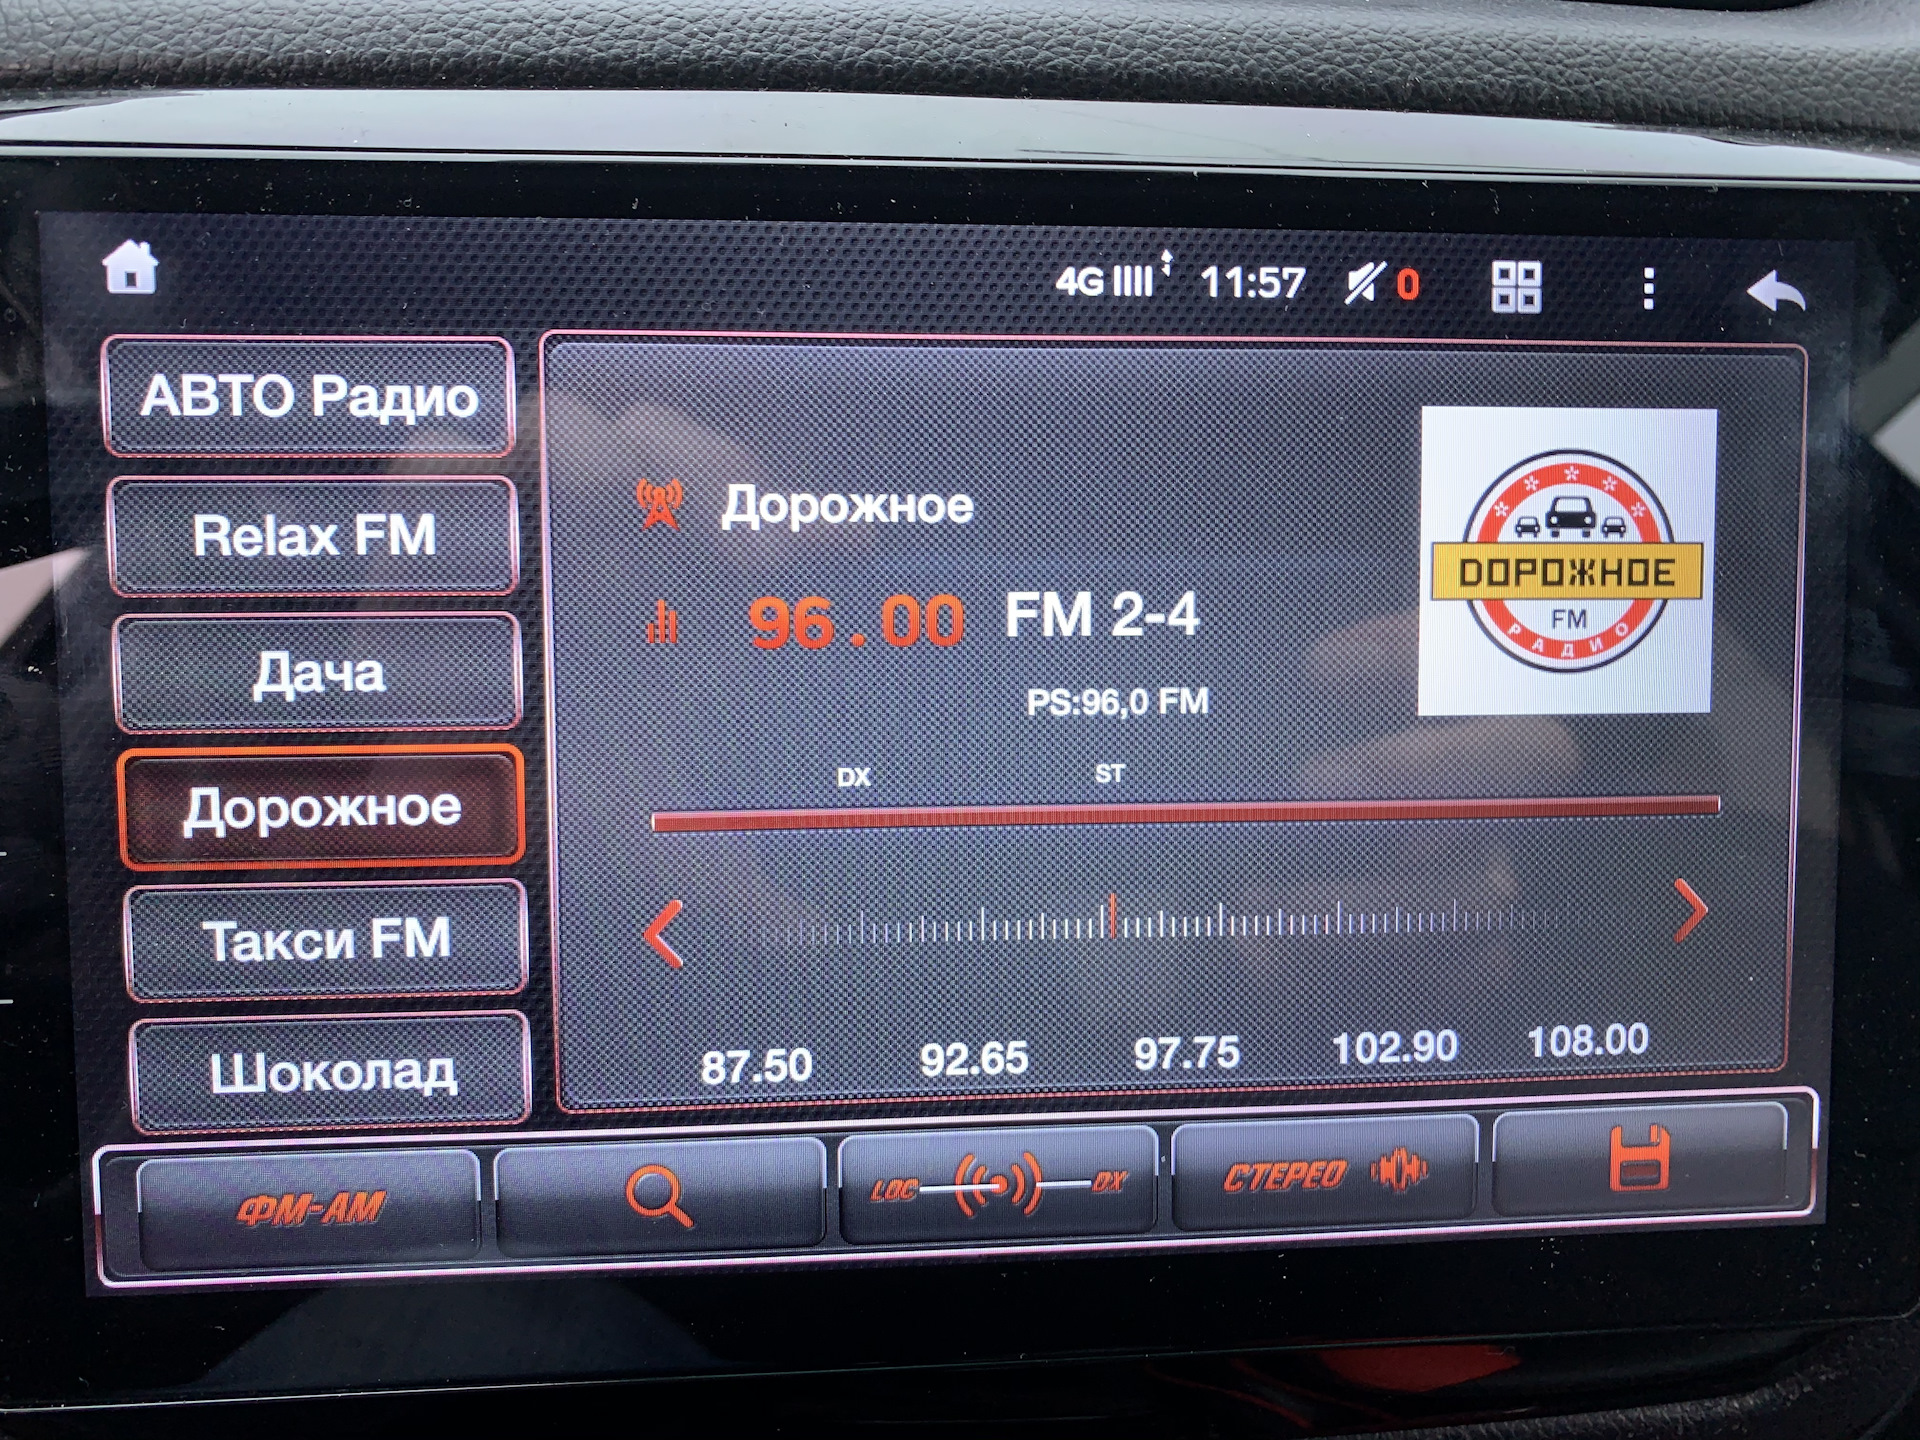 4G 11:57 0
АВТО Радио
Relax FM
Дача
Дорожное
Такси FM
Шоколад
Дорожное
96.00 FM 2-4
PS:96,0 FM
DX ST
ДОРОЖНОЕ
FM
РАДИО
87.50 92.65 97.75 102.90 108.00
ФМ-АМ
LOC DX
СТЕРЕО